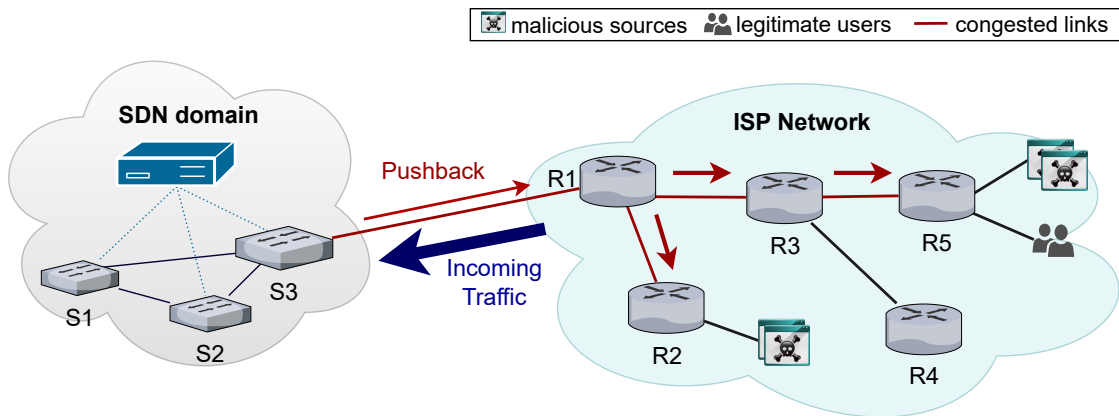 malicious sources legitimate users congested links
SDN domain
ISP Network
Pushback
R1
R3
R5
Incoming
Traffic
S3
S1
S2
R2
R4